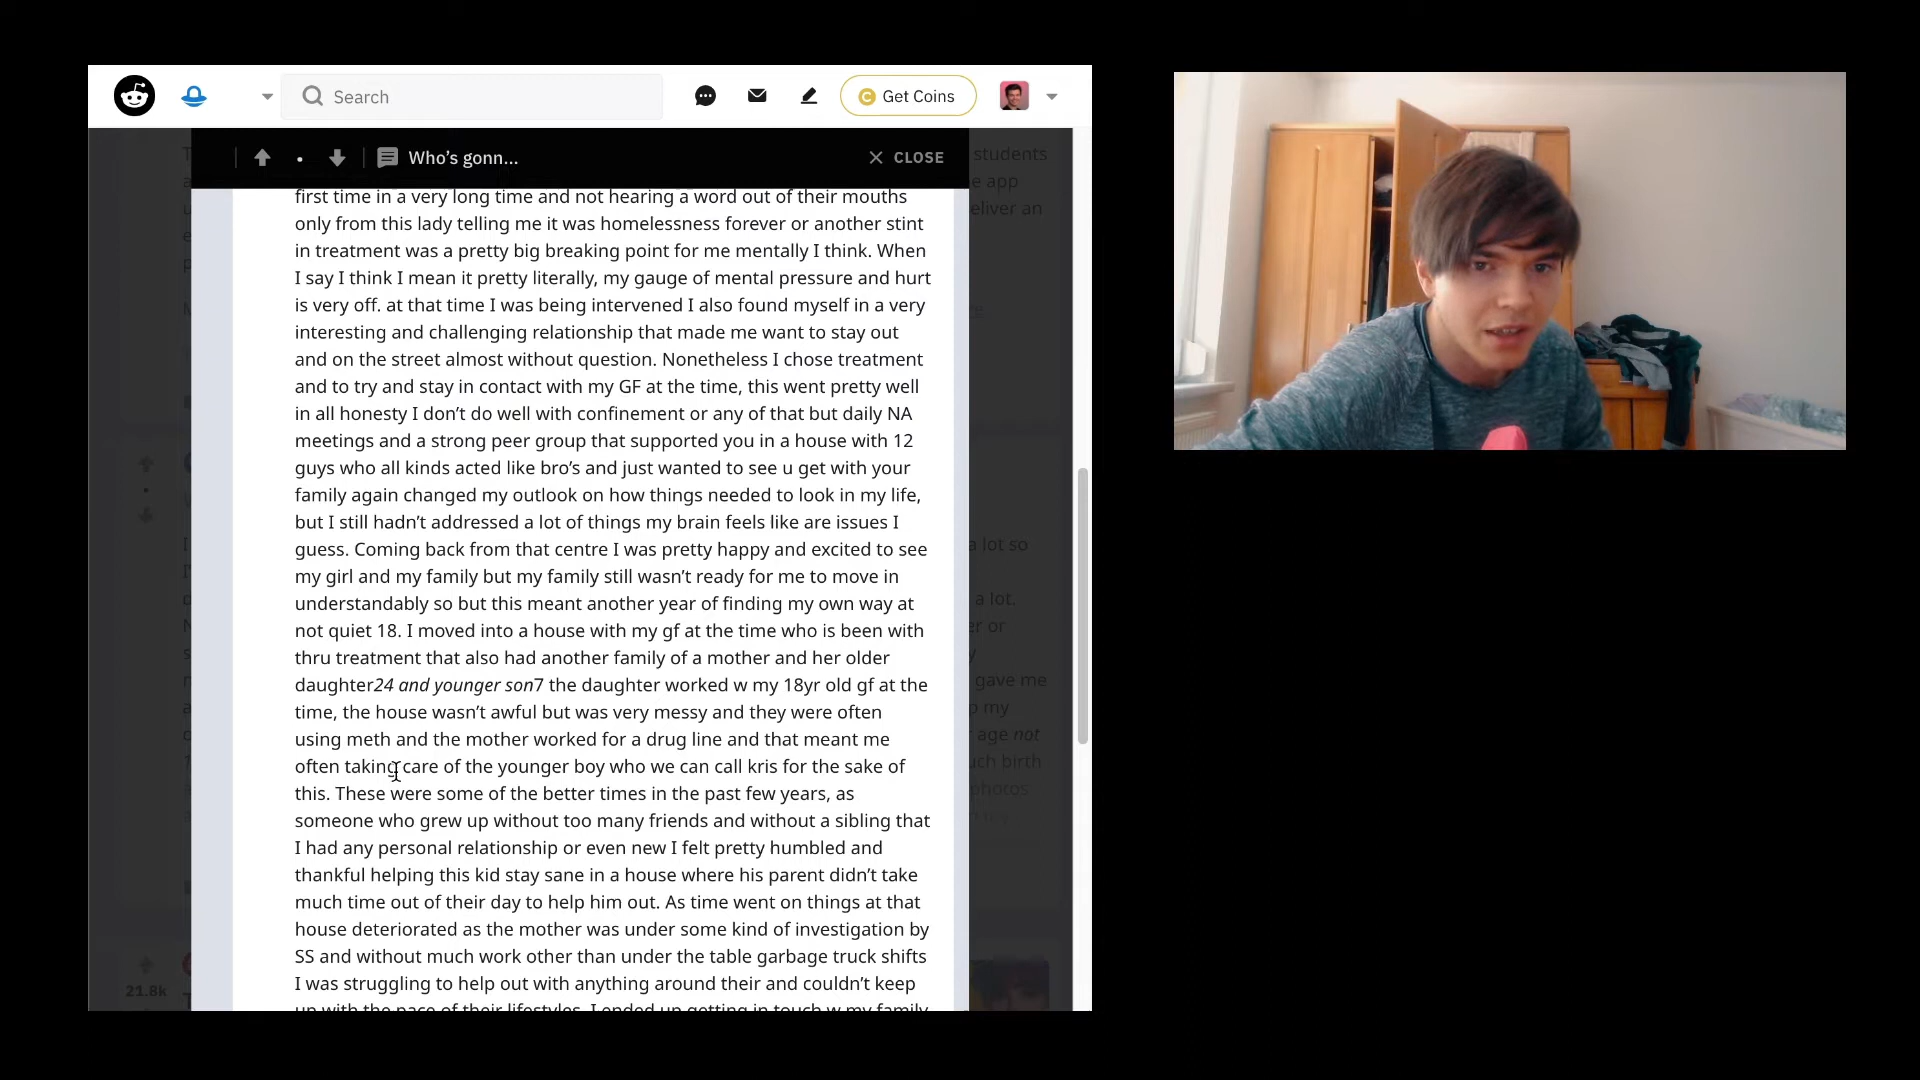 Search
Get Coins
Who’s gonn...
CLOSE
first time in a very long time and not hearing a word out of their mouths
only from this lady telling me it was homelessness forever or another stint
in treatment was a pretty big breaking point for me mentally I think. When
I say I think I mean it pretty literally, my gauge of mental pressure and hurt
is very off. at that time I was being intervened I also found myself in a very
interesting and challenging relationship that made me want to stay out
and on the street almost without question. Nonetheless I chose treatment
and to try and stay in contact with my GF at the time, this went pretty well
in all honesty I don’t do well with confinement or any of that but daily NA
meetings and a strong peer group that supported you in a house with 12
guys who all kinds acted like bro’s and just wanted to see u get with your
family again changed my outlook on how things needed to look in my life,
but I still hadn’t addressed a lot of things my brain feels like are issues I
guess. Coming back from that centre I was pretty happy and excited to see
my girl and my family but my family still wasn’t ready for me to move in
understandably so but this meant another year of finding my own way at
not quiet 18. I moved into a house with my gf at the time who is been with
thru treatment that also had another family of a mother and her older
daughter24 and younger son7 the daughter worked w my 18yr old gf at the
time, the house wasn’t awful but was very messy and they were often
using meth and the mother worked for a drug line and that meant me
often taking care of the younger boy who we can call kris for the sake of
this. These were some of the better times in the past few years, as
someone who grew up without too many friends and without a sibling that
I had any personal relationship or even new I felt pretty humbled and
thankful helping this kid stay sane in a house where his parent didn’t take
much time out of their day to help him out. As time went on things at that
house deteriorated as the mother was under some kind of investigation by
SS and without much work other than under the table garbage truck shifts
I was struggling to help out with anything around their and couldn’t keep
up with the pace of their lifestyles. I ended up getting in touch w my family
students
app
eliver an
a lot so
a lot.
or
gave me
my
age not
birth
photos
21.8k